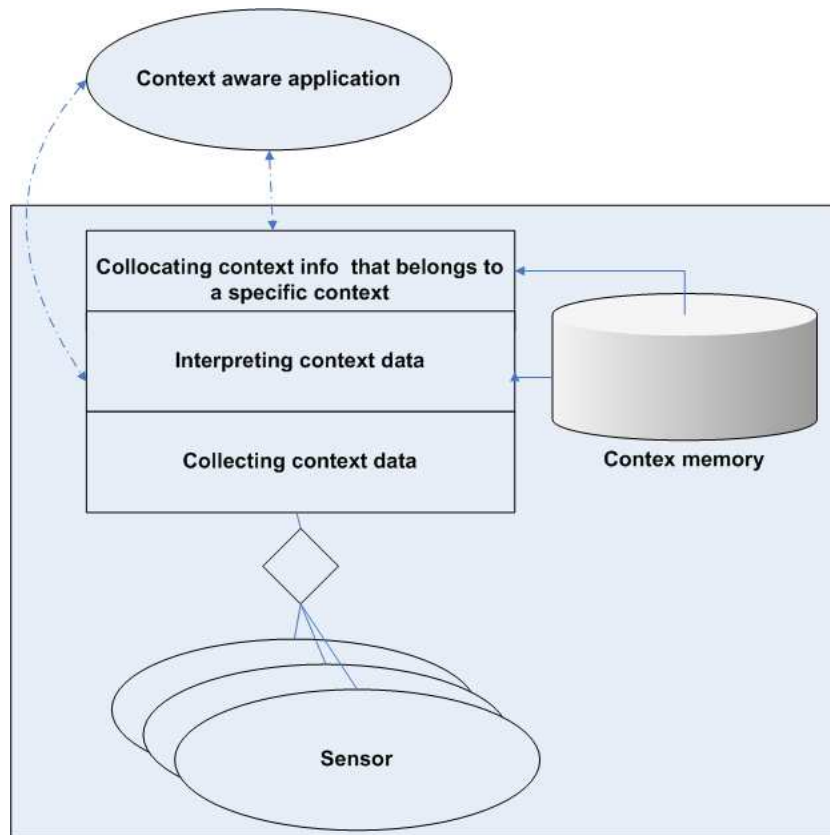 Context aware application
Collocating context info that belongs to
a specific context
Interpreting context data
Collecting context data
Contex memory
Sensor